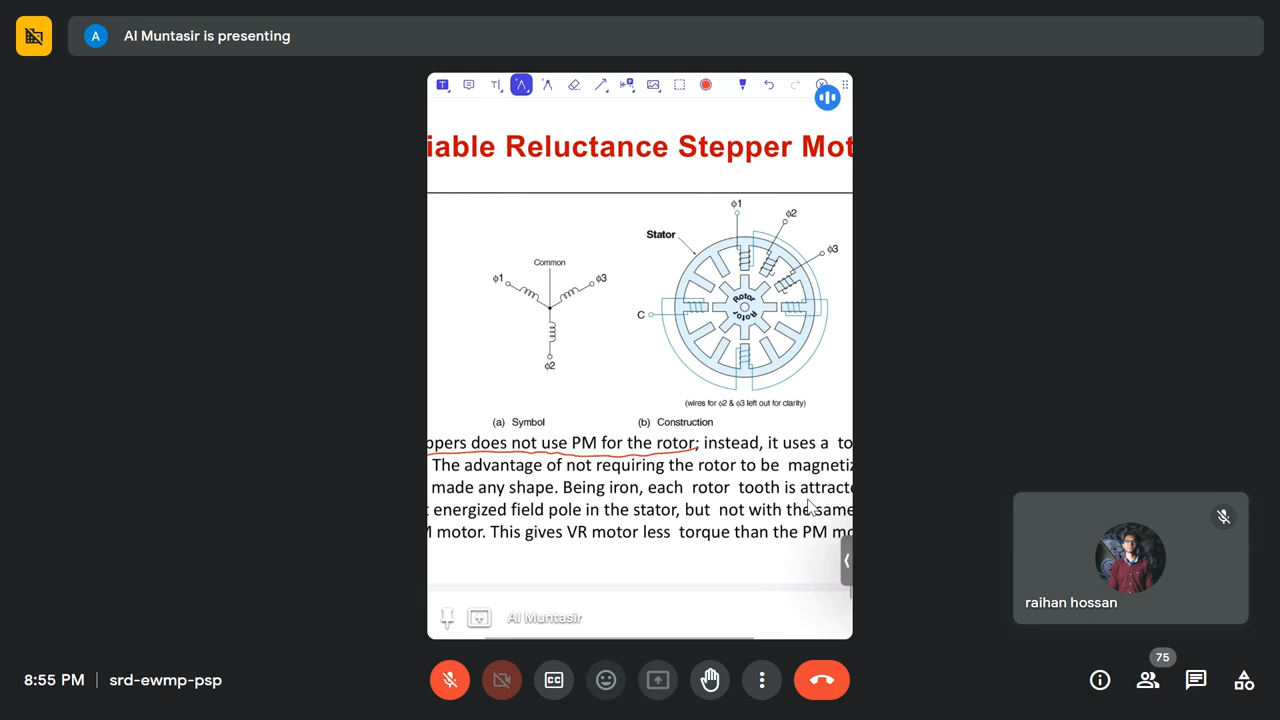 A
Al Muntasir is presenting
iable Reluctance Stepper Mot
ϕ1
ϕ2
Stator
ϕ3
Common
ϕ1
ϕ3
Rotor
Rotor
C
ϕ2
(wires for ϕ2 & ϕ3 left out for clarity)
(a) Symbol
(b) Construction
ppers does not use PM for the rotor; instead, it uses a to
The advantage of not requiring the rotor to be magnetiz
made any shape. Being iron, each rotor tooth is attracte
t energized field pole in the stator, but not with the same
M motor. This gives VR motor less torque than the PM mo
Al Muntasir
raihan hossan
8:55 PM | srd-ewmp-psp
CC
75